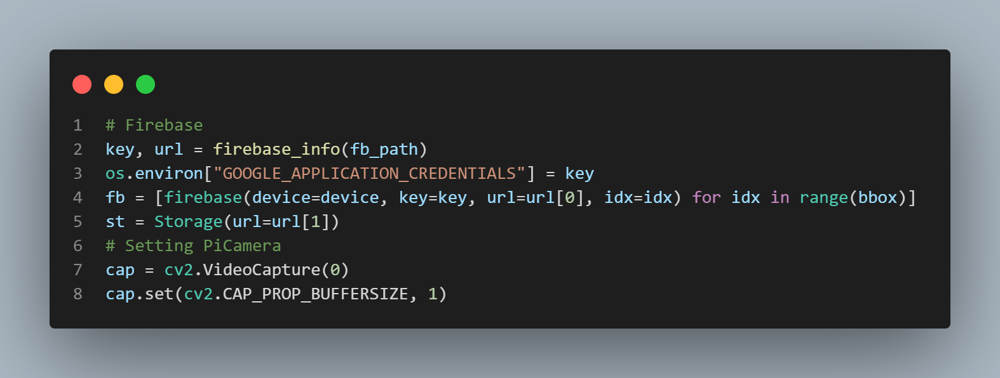 1 # Firebase
2 key, url = firebase_info(fb_path)
3 os.environ["GOOGLE_APPLICATION_CREDENTIALS"] = key
4 fb = [firebase(device=device, key=key, url=url[0], idx=idx) for idx in range(bbox)]
5 st = Storage(url=url[1])
6 # Setting PiCamera
7 cap = cv2.VideoCapture(0)
8 cap.set(cv2.CAP_PROP_BUFFERSIZE, 1)